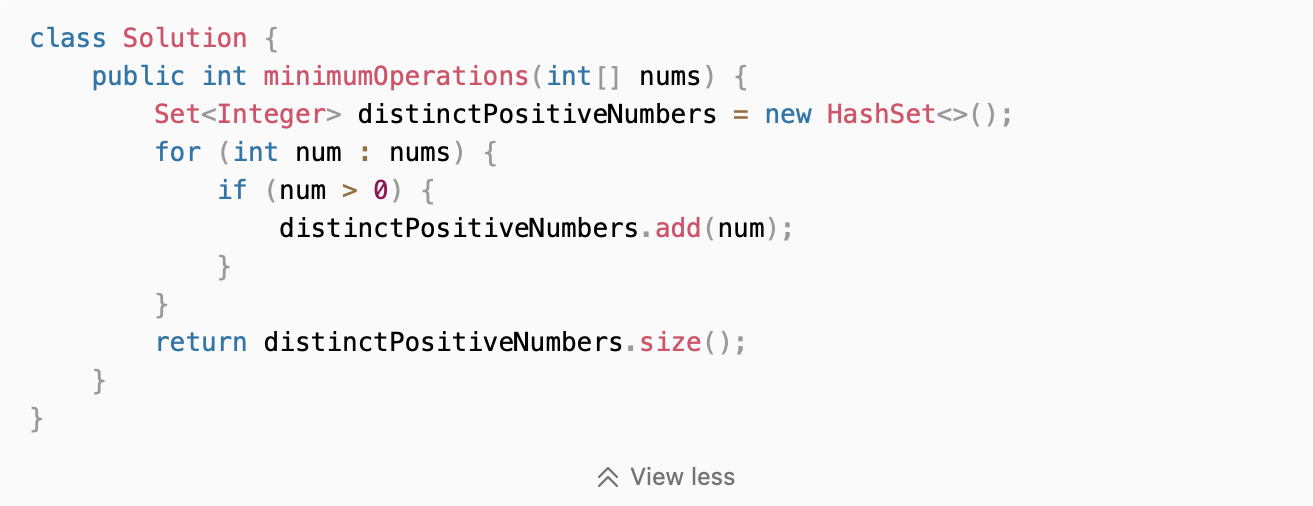 class Solution {
    public int minimumOperations(int[] nums) {
        Set<Integer> distinctPositiveNumbers = new HashSet<>();
        for (int num : nums) {
            if (num > 0) {
                distinctPositiveNumbers.add(num);
            }
        }
        return distinctPositiveNumbers.size();
    }
}
View less